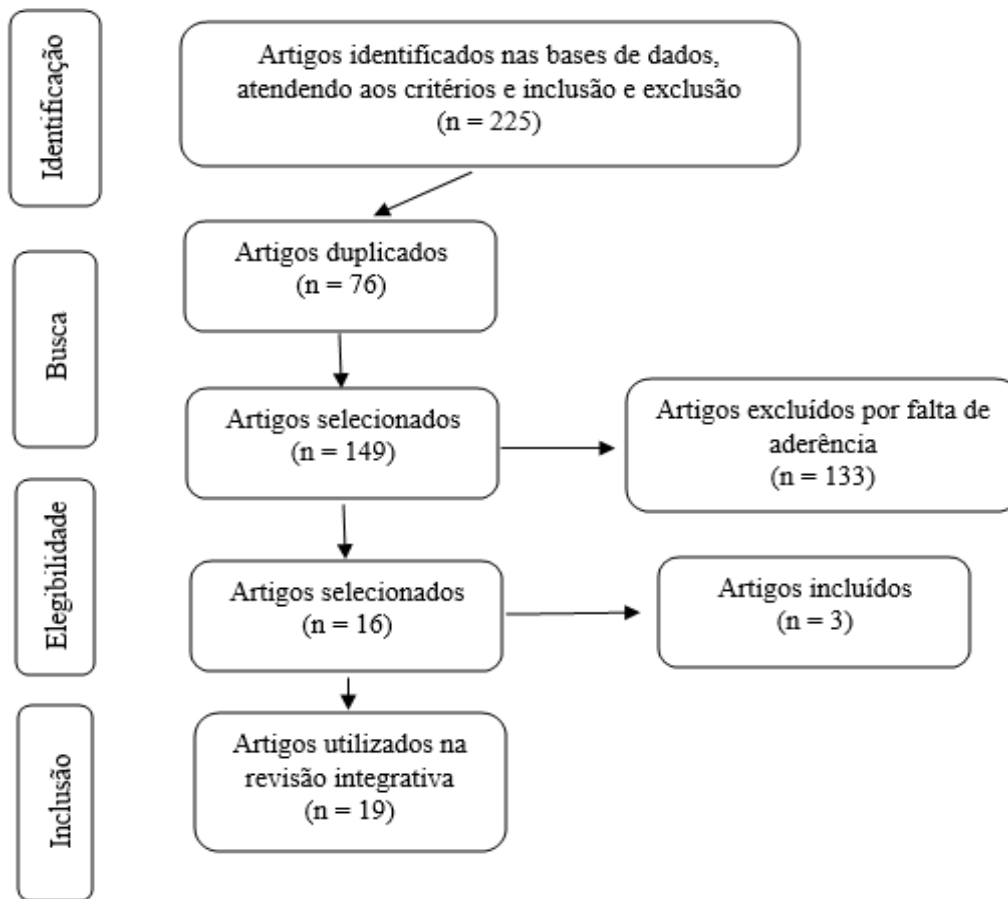 Identificação
Artigos identificados nas bases de dados,
atendendo aos critérios e inclusão e exclusão
(n = 225)
Artigos duplicados
(n = 76)
Busca
Artigos selecionados
(n = 149)
Artigos excluídos por falta de
aderência
(n = 133)
Elegibilidade
Artigos selecionados
(n = 16)
Artigos incluídos
(n = 3)
Inclusão
Artigos utilizados na
revisão integrativa
(n = 19)